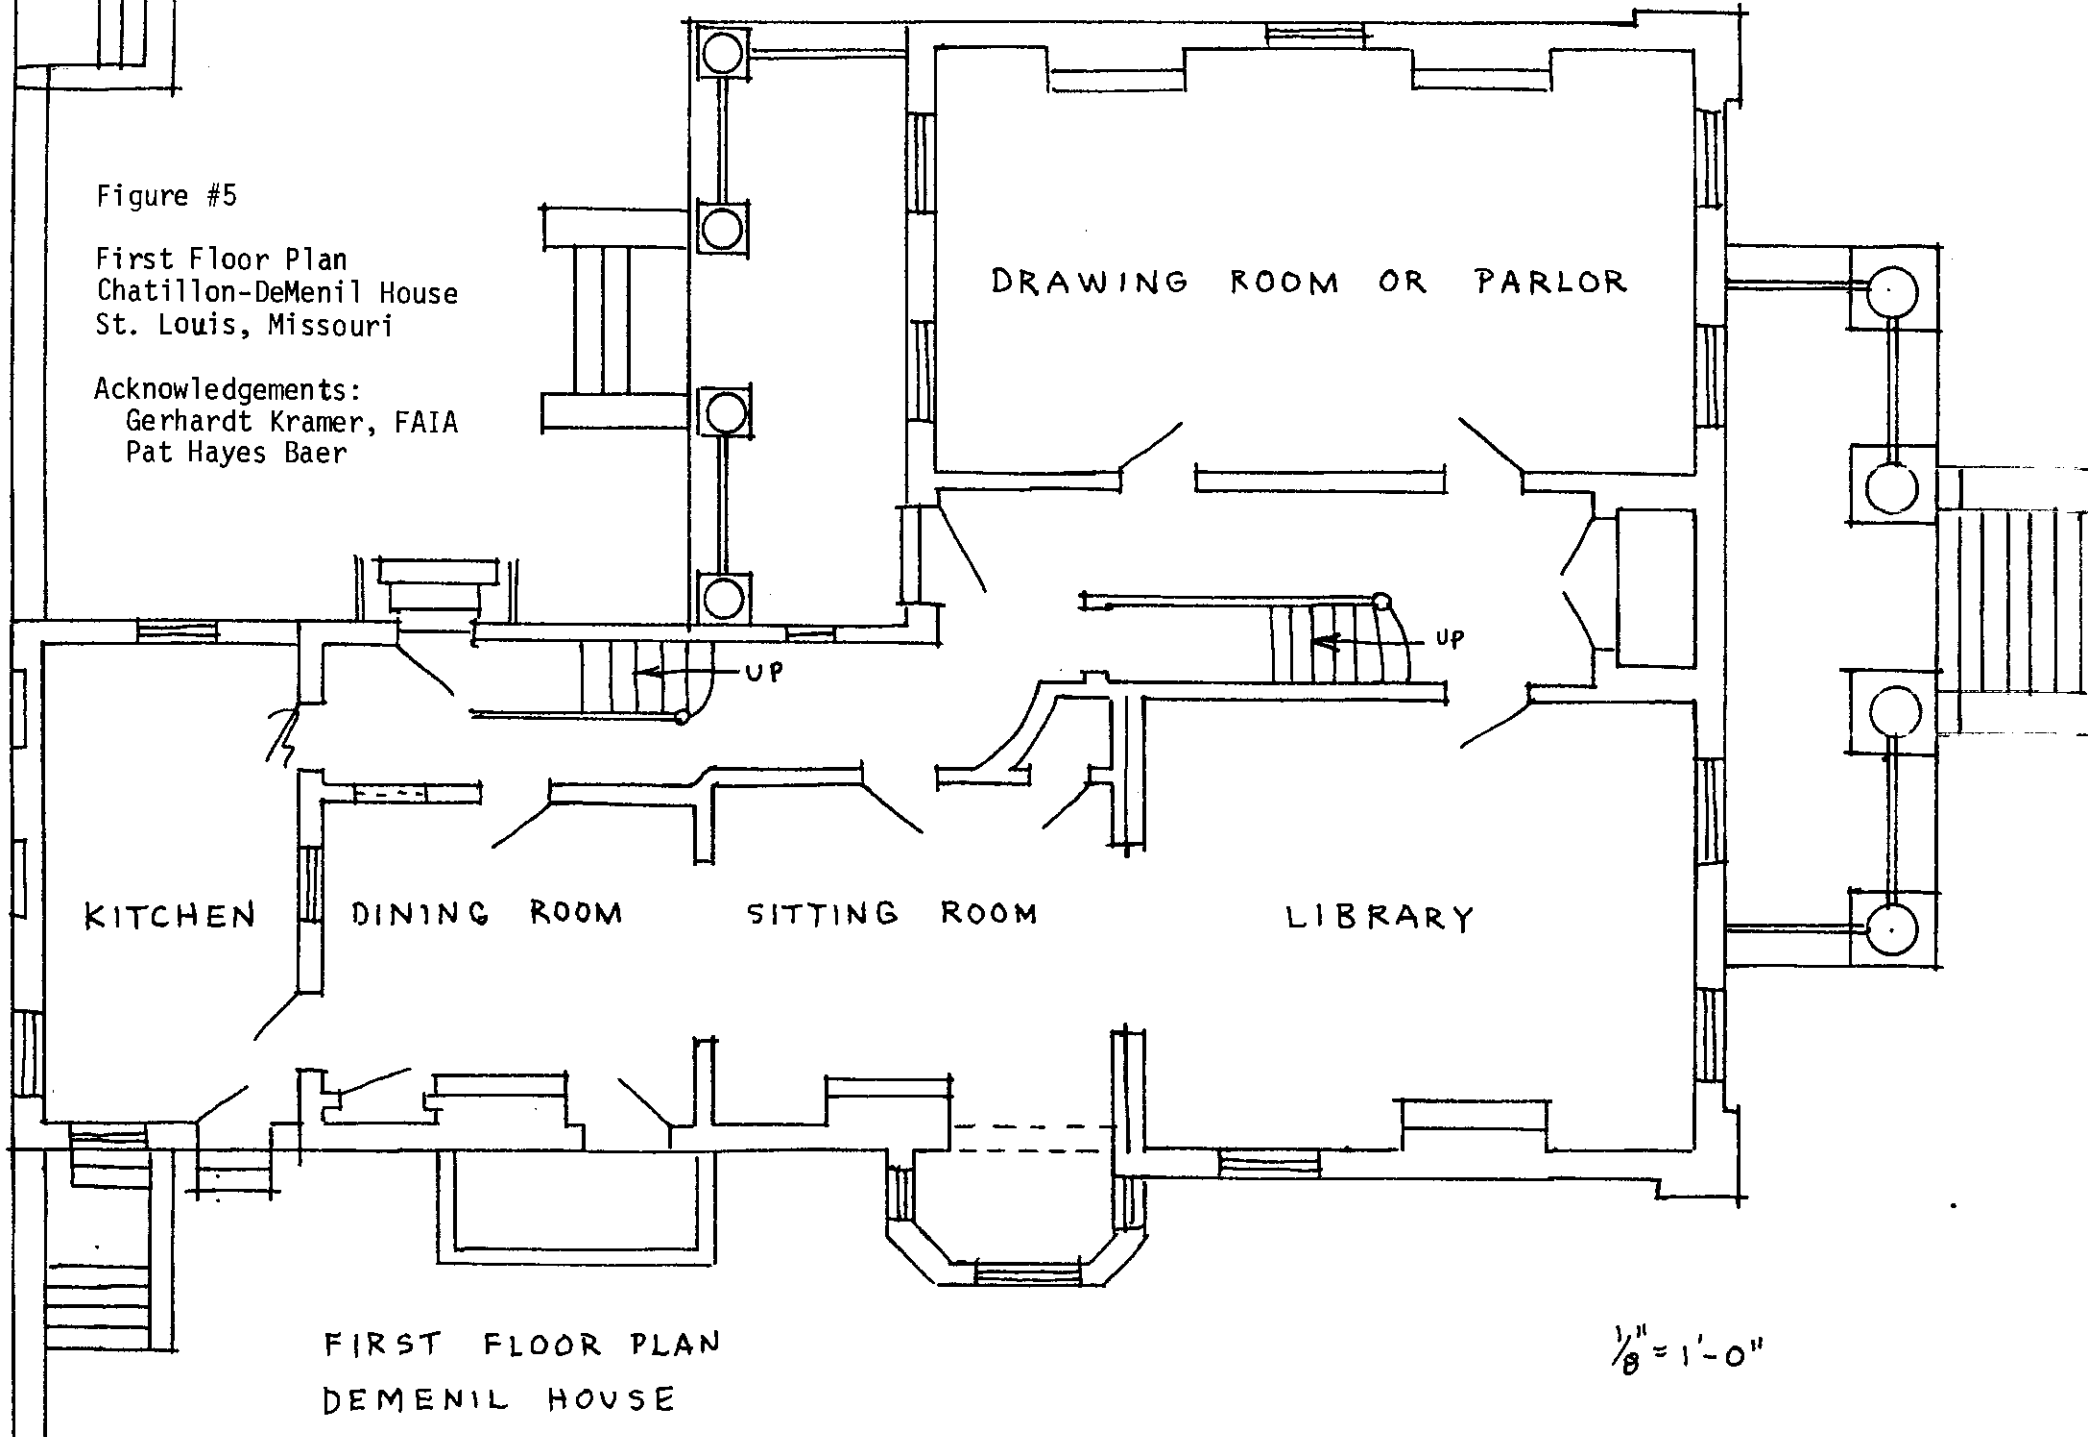 Figure #5
First Floor Plan
Chatillon-DeMenil House
St. Louis, Missouri
Acknowledgements:
Gerhardt Kramer, FAIA
Pat Hayes Baer
DRAWING ROOM OR PARLOR
UP
UP
KITCHEN
DINING ROOM
SITTING ROOM
LIBRARY
FIRST FLOOR PLAN
DEMENIL HOUSE
1/8" = 1'-0"